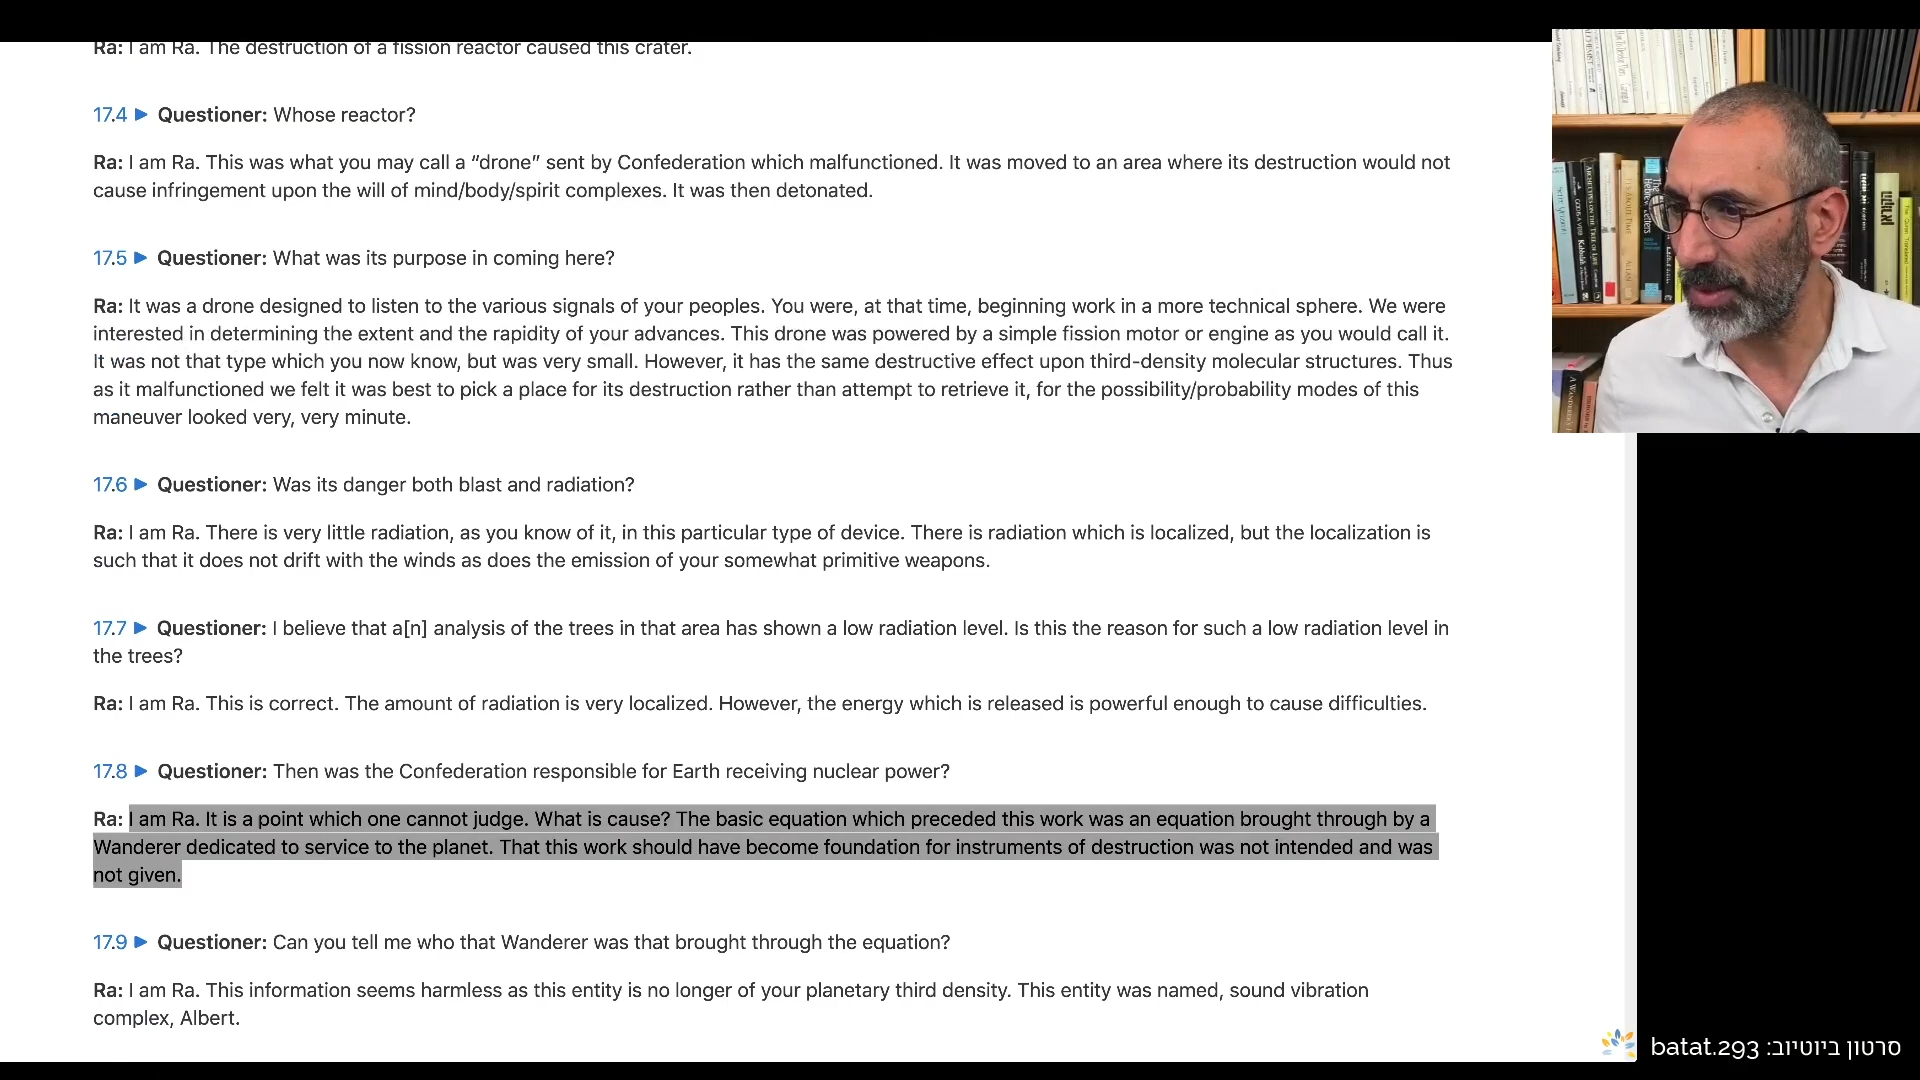 Ra: I am Ra. The destruction of a fission reactor caused this crater.
17.4 ▶ Questioner: Whose reactor?
Ra: I am Ra. This was what you may call a “drone” sent by Confederation which malfunctioned. It was moved to an area where its destruction would not
cause infringement upon the will of mind/body/spirit complexes. It was then detonated.
17.5 ▶ Questioner: What was its purpose in coming here?
Ra: It was a drone designed to listen to the various signals of your peoples. You were, at that time, beginning work in a more technical sphere. We were
interested in determining the extent and the rapidity of your advances. This drone was powered by a simple fission motor or engine as you would call it.
It was not that type which you now know, but was very small. However, it has the same destructive effect upon third-density molecular structures. Thus
as it malfunctioned we felt it was best to pick a place for its destruction rather than attempt to retrieve it, for the possibility/probability modes of this
maneuver looked very, very minute.
17.6 ▶ Questioner: Was its danger both blast and radiation?
Ra: I am Ra. There is very little radiation, as you know of it, in this particular type of device. There is radiation which is localized, but the localization is
such that it does not drift with the winds as does the emission of your somewhat primitive weapons.
17.7 ▶ Questioner: I believe that a[n] analysis of the trees in that area has shown a low radiation level. Is this the reason for such a low radiation level in
the trees?
Ra: I am Ra. This is correct. The amount of radiation is very localized. However, the energy which is released is powerful enough to cause difficulties.
17.8 ▶ Questioner: Then was the Confederation responsible for Earth receiving nuclear power?
Ra: I am Ra. It is a point which one cannot judge. What is cause? The basic equation which preceded this work was an equation brought through by a
Wanderer dedicated to service to the planet. That this work should have become foundation for instruments of destruction was not intended and was
not given.
17.9 ▶ Questioner: Can you tell me who that Wanderer was that brought through the equation?
Ra: I am Ra. This information seems harmless as this entity is no longer of your planetary third density. This entity was named, sound vibration
complex, Albert.
סרטון ביוטיוב: batat.293